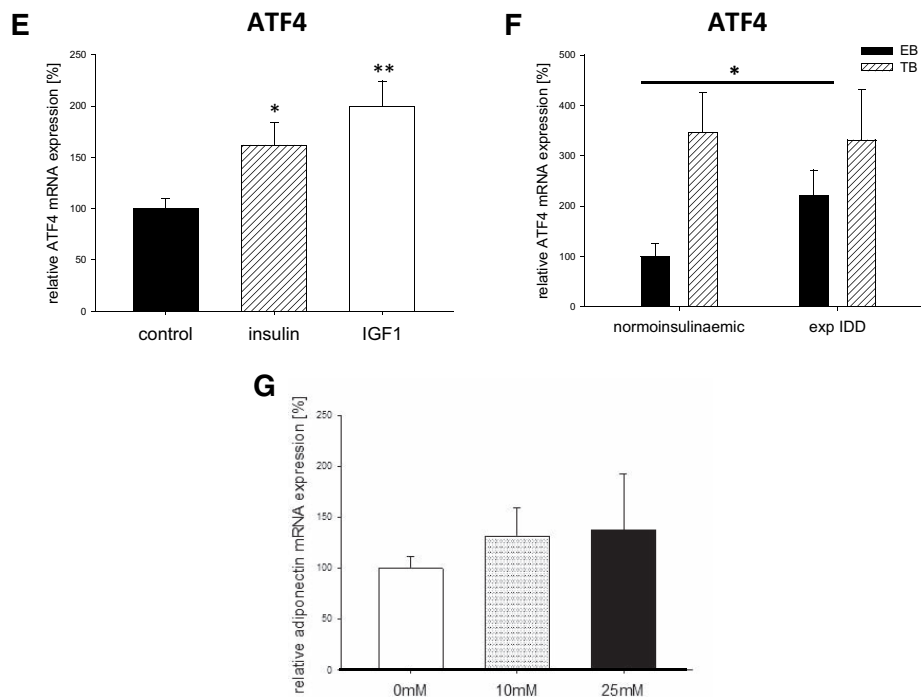 E
ATF4
relative ATF4 mRNA expression [%]
250
200
150
100
50
0
*
**
control insulin IGF1
F
ATF4
EB
TB
relative ATF4 mRNA expression [%]
500
400
300
200
100
0
*
normoinsulinaemic exp IDD
G
relative adiponectin mRNA expression [%]
250
200
150
100
50
0
0mM 10mM 25mM